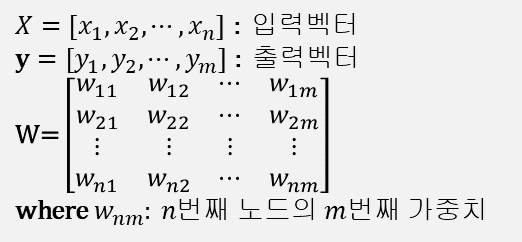 X = [x₁, x₂, ⋯, xₙ] : 입력벡터
y = [y₁, y₂, ⋯, yₘ] : 출력벡터
W= [w₁₁ w₁₂ ⋯ w₁ₘ
w₂₁ w₂₂ ⋯ w₂ₘ
⋮ ⋮ ⋮ ⋮
wₙ₁ wₙ₂ ⋯ wₙₘ]
where wₙₘ: n번째 노드의 m번째 가중치